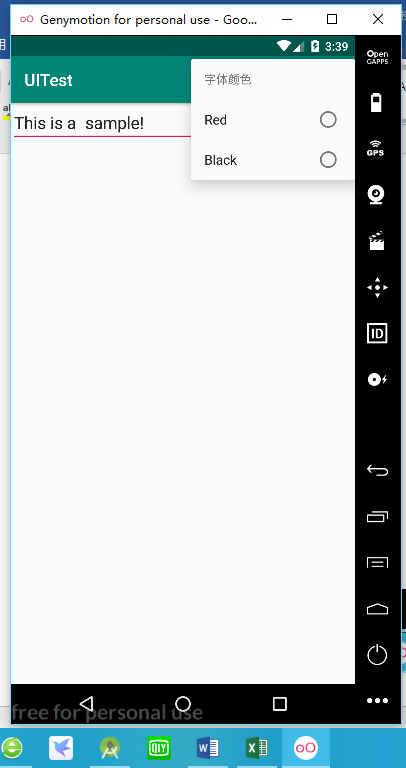 Genymotion for personal use - Goo...
Open
GAPPS
3:39
UITest
字体颜色
This is a  sample!
Red
Black
GPS
ID
free for personal use
QIY